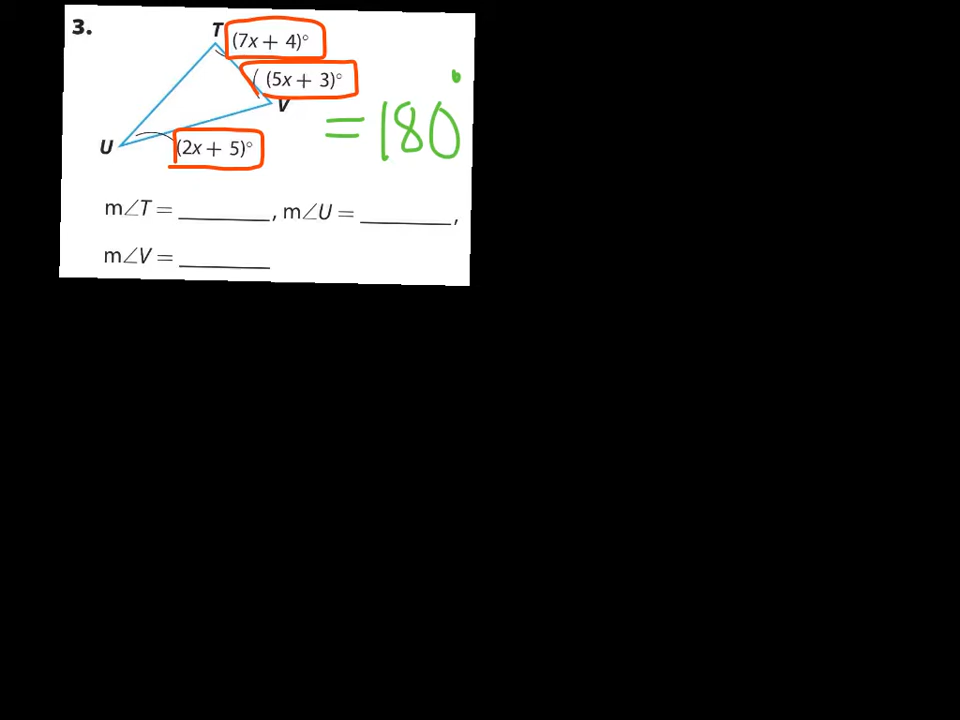 3.
T (7x + 4)°
( (5x + 3)°
V
= 180°
U (2x + 5)°
m∠T = ________, m∠U = ________,
m∠V = ________